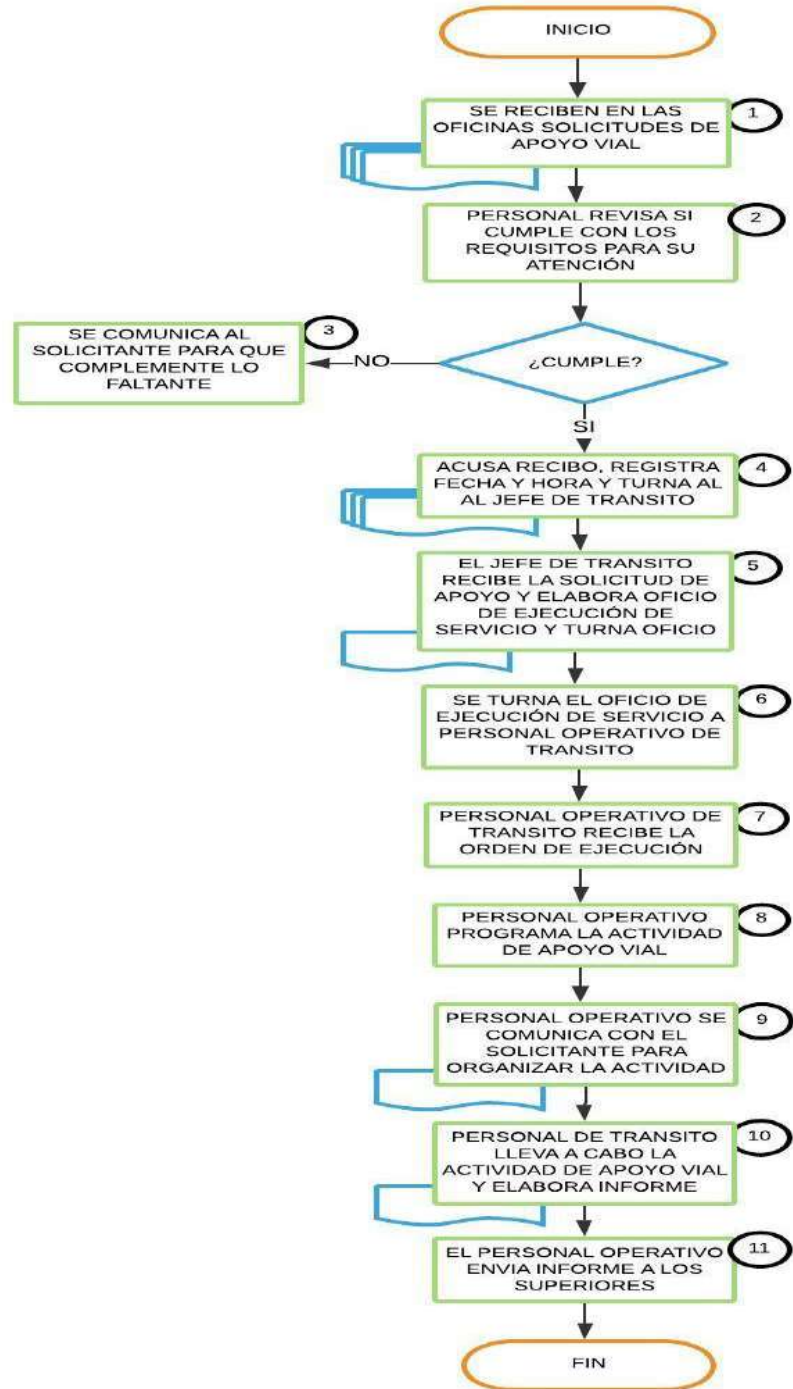 INICIO
1
SE RECIBEN EN LAS
OFICINAS SOLICITUDES DE
APOYO VIAL
2
PERSONAL REVISA SI
CUMPLE CON LOS
REQUISITOS PARA SU
ATENCIÓN
3
SE COMUNICA AL
SOLICITANTE PARA QUE
COMPLEMENTE LO
FALTANTE
NO
¿CUMPLE?
SI
4
ACUSA RECIBO, REGISTRA
FECHA Y HORA Y TURNA AL
AL JEFE DE TRANSITO
5
EL JEFE DE TRANSITO
RECIBE LA SOLICITUD DE
APOYO Y ELABORA OFICIO
DE EJECUCIÓN DE
SERVICIO Y TURNA OFICIO
6
SE TURNA EL OFICIO DE
EJECUCIÓN DE SERVICIO A
PERSONAL OPERATIVO DE
TRANSITO
7
PERSONAL OPERATIVO DE
TRANSITO RECIBE LA
ORDEN DE EJECUCIÓN
8
PERSONAL OPERATIVO
PROGRAMA LA ACTIVIDAD
DE APOYO VIAL
9
PERSONAL OPERATIVO SE
COMUNICA CON EL
SOLICITANTE PARA
ORGANIZAR LA ACTIVIDAD
10
PERSONAL DE TRANSITO
LLEVA A CABO LA
ACTIVIDAD DE APOYO VIAL
Y ELABORA INFORME
11
EL PERSONAL OPERATIVO
ENVIA INFORME A LOS
SUPERIORES
FIN